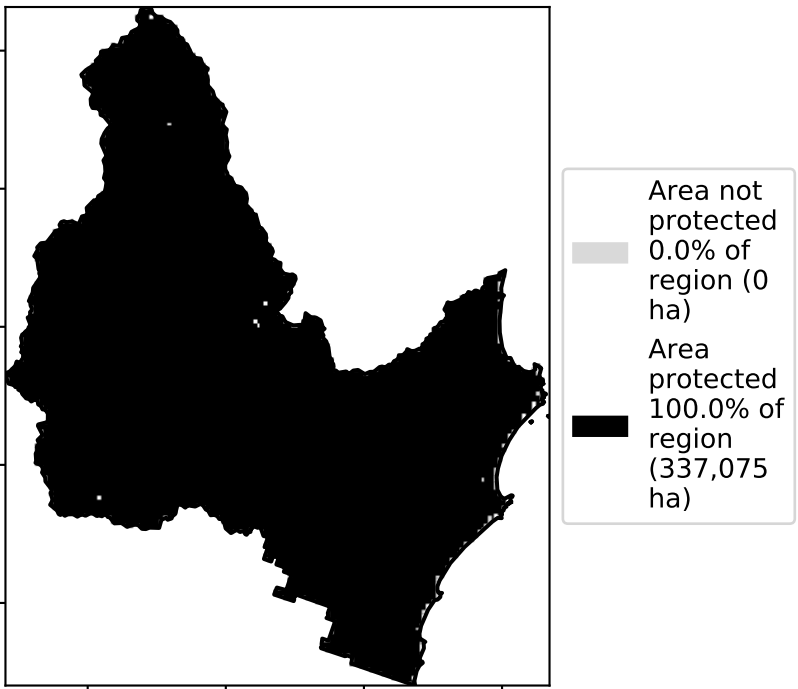 Area not
protected
0.0% of
region (0
ha)
Area
protected
100.0% of
region
(337,075
ha)